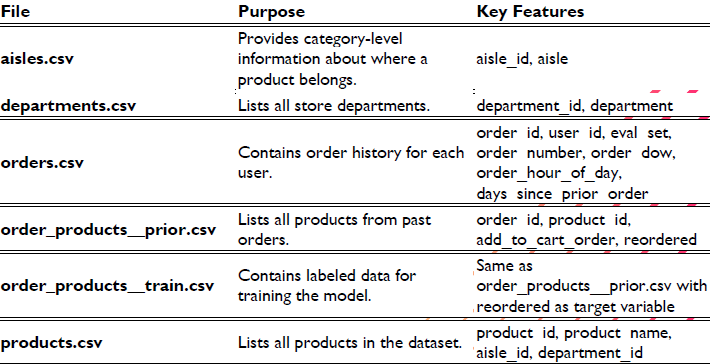 File Purpose Key Features
aisles.csv
Provides category-level
information about where a
product belongs.
aisle_id, aisle
departments.csv
Lists all store departments.
department_id, department
orders.csv
Contains order history for each
user.
order_id, user_id, eval_set,
order_number, order_dow,
order_hour_of_day,
days_since_prior_order
order_products__prior.csv
Lists all products from past
orders.
order_id, product_id,
add_to_cart_order, reordered
order_products__train.csv
Contains labeled data for
training the model.
Same as
order_products__prior.csv with
reordered as target variable
products.csv
Lists all products in the dataset.
product_id, product_name,
aisle_id, department_id